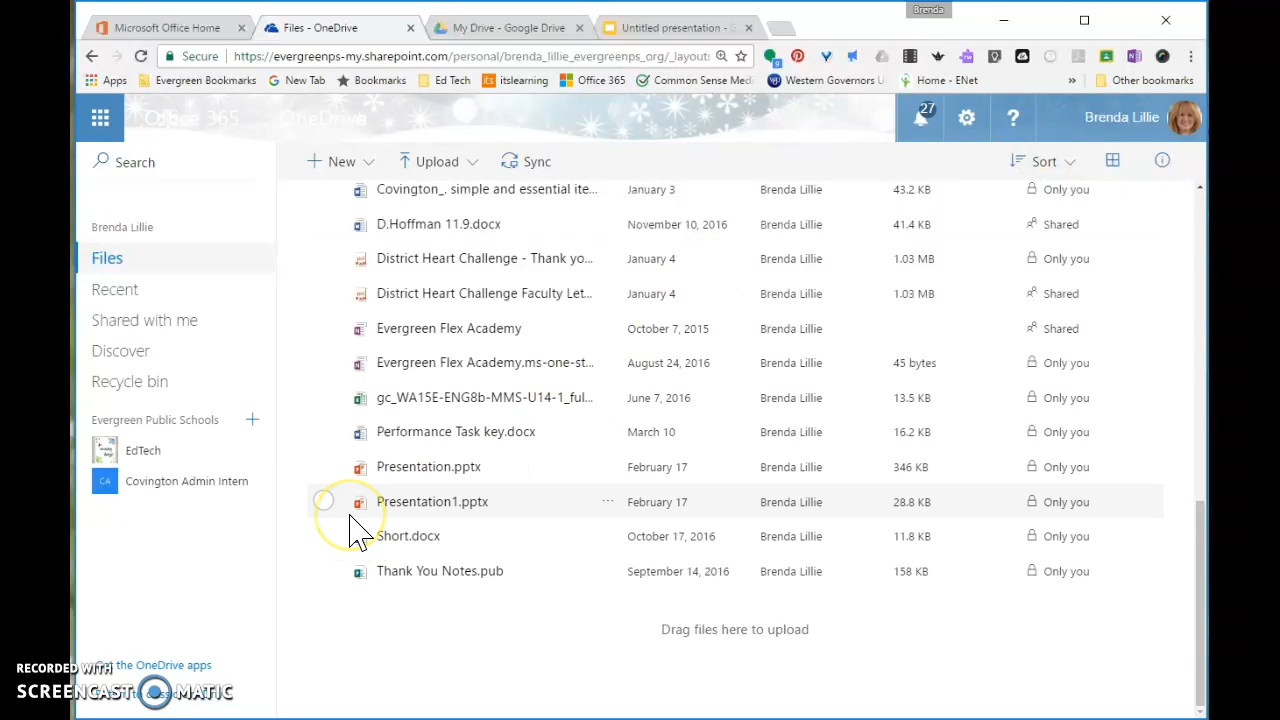 Brenda
Microsoft Office Home
Files - OneDrive
My Drive - Google Drive
Untitled presentation - G
Secure
https://evergreenps-my.sharepoint.com/personal/brenda_lillie_evergreenps_org/_layout
9
Apps
Evergreen Bookmarks
New Tab
Bookmarks
Ed Tech
its
itslearning
Office 365
Common Sense Med
Western Governors U
Home - ENet
»
Other bookmarks
Office 365
OneDrive
27
?
Brenda Lillie
Search
New
Upload
Sync
Sort
Brenda Lillie
Files
Recent
Shared with me
Discover
Recycle bin
Evergreen Public Schools
EdTech
CA Covington Admin Intern
Covington_. simple and essential ite... January 3 Brenda Lillie 43.2 KB Only you
D.Hoffman 11.9.docx November 10, 2016 Brenda Lillie 41.4 KB Shared
District Heart Challenge - Thank yo... January 4 Brenda Lillie 1.03 MB Only you
District Heart Challenge Faculty Let... January 4 Brenda Lillie 1.03 MB Shared
Evergreen Flex Academy October 7, 2015 Brenda Lillie Shared
Evergreen Flex Academy.ms-one-st... August 24, 2016 Brenda Lillie 45 bytes Only you
gc_WA15E-ENG8b-MMS-U14-1_ful... June 7, 2016 Brenda Lillie 13.5 KB Only you
Performance Task key.docx March 10 Brenda Lillie 16.2 KB Only you
Presentation.pptx February 17 Brenda Lillie 346 KB Only you
Presentation1.pptx ... February 17 Brenda Lillie 28.8 KB Only you
Short.docx October 17, 2016 Brenda Lillie 11.8 KB Only you
Thank You Notes.pub September 14, 2016 Brenda Lillie 158 KB Only you
Drag files here to upload
Get the OneDrive apps
RECORDED WITH
SCREENCAST MATIC